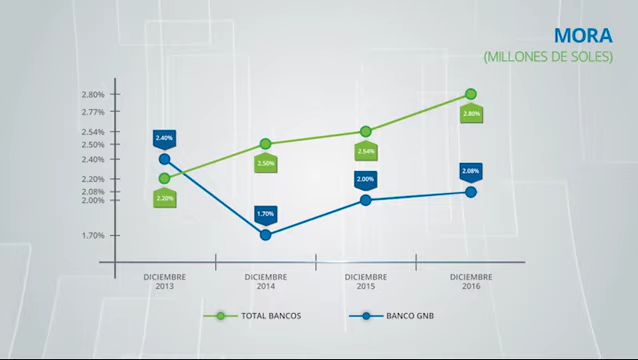 MORA
(MILLONES DE SOLES)
2.80%
2.77%
2.54%
2.50%
2.40%
2.20%
2.08%
2.00%
1.70%
2.40%
2.20%
2.50%
1.70%
2.54%
2.00%
2.80%
2.08%
DICIEMBRE
2013
DICIEMBRE
2014
DICIEMBRE
2015
DICIEMBRE
2016
TOTAL BANCOS
BANCO GNB